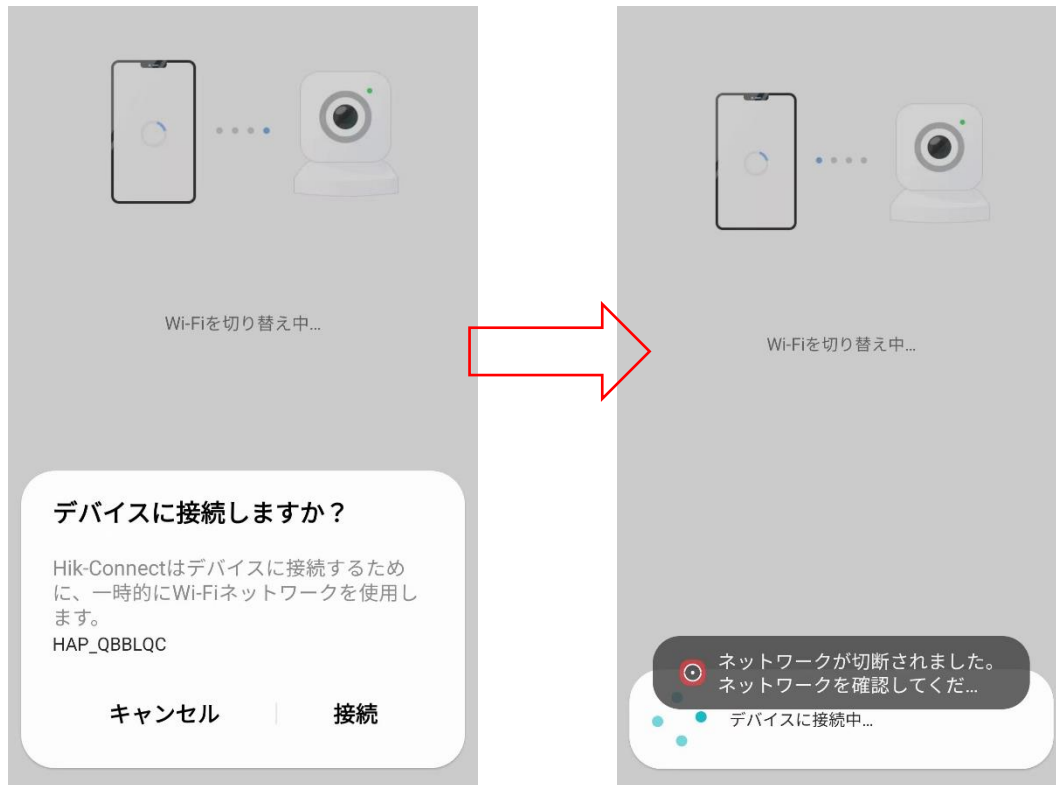 Wi-Fiを切り替え中...
デバイスに接続しますか？
Hik-Connectはデバイスに接続するため
に、一時的にWi-Fiネットワークを使用し
ます。
HAP_QBBLQC
キャンセル
接続
Wi-Fiを切り替え中...
ネットワークが切断されました。
ネットワークを確認してくだ...
デバイスに接続中...